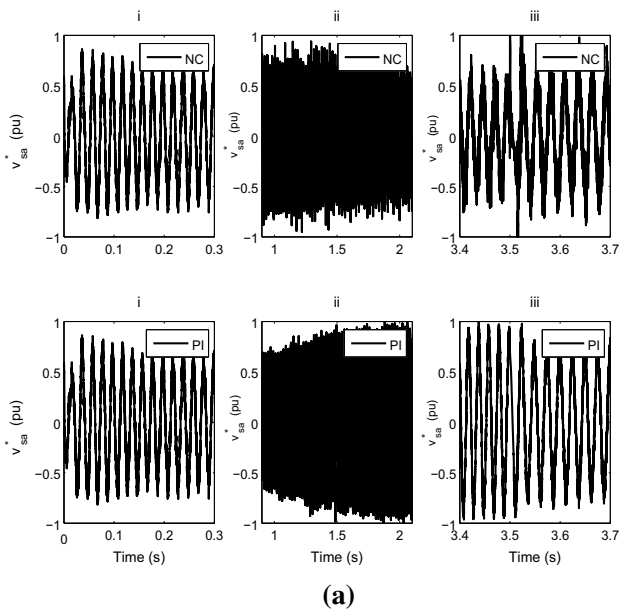 i ii iii
1 1 1
NC NC NC
0.5 0.5 0.5
v*sa (pu) v*sa (pu) v*sa (pu)
0 0 0
−0.5 −0.5 −0.5
−1 −1 −1
0 0.1 0.2 0.3 1 1.5 2 3.4 3.5 3.6 3.7
i ii iii
1 1 1
PI PI PI
0.5 0.5 0.5
v*sa (pu) v*sa (pu) v*sa (pu)
0 0 0
−0.5 −0.5 −0.5
−1 −1 −1
0 0.1 0.2 0.3 1 1.5 2 3.4 3.5 3.6 3.7
Time (s) Time (s) Time (s)
(a)